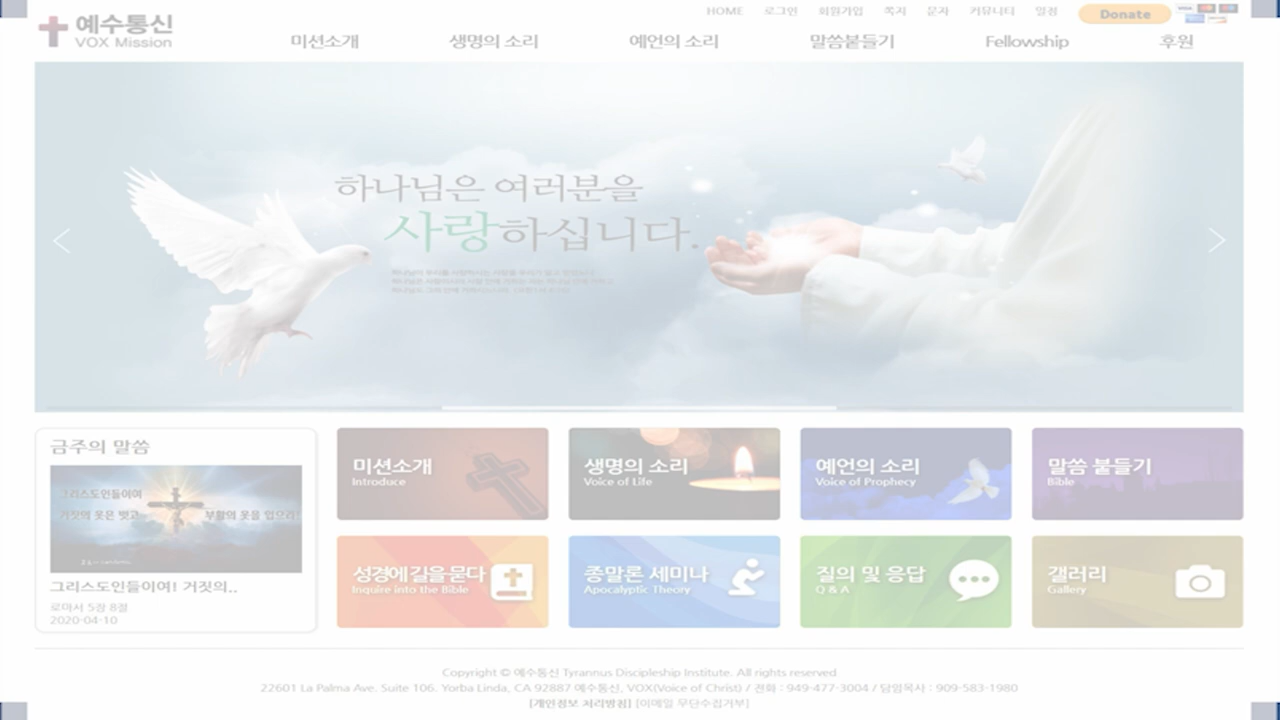 예수통신
VOX Mission
HOME 로그인 회원가입 쪽지 문자 커뮤니티 일정 Donate
미션소개 생명의 소리 예언의 소리 말씀붙들기 Fellowship 후원
하나님은 여러분을
사랑하십니다.
금주의 말씀
그리스도인들이여
거짓의 옷은 벗고 부활의 옷을 입으라!
그리스도인들이여! 거짓의..
로마서 5장 8절
2020-04-10
미션소개
Introduce
생명의 소리
Voice of Life
예언의 소리
Voice of Prophecy
말씀 붙들기
Bible
성경에 길을 묻다
Inquire into the Bible
종말론 세미나
Apocalyptic Theory
질의 및 응답
Q & A
갤러리
Gallery
Copyright © 예수통신 Tyrannus Discipleship Institute. All rights reserved
22601 La Palma Ave. Suite 106. Yorba Linda, CA 92887 예수통신, VOX(Voice of Christ) / 전화 : 949-477-3004 / 담임목사 : 909-583-1980
[개인정보 처리방침] [이메일 무단수집거부]